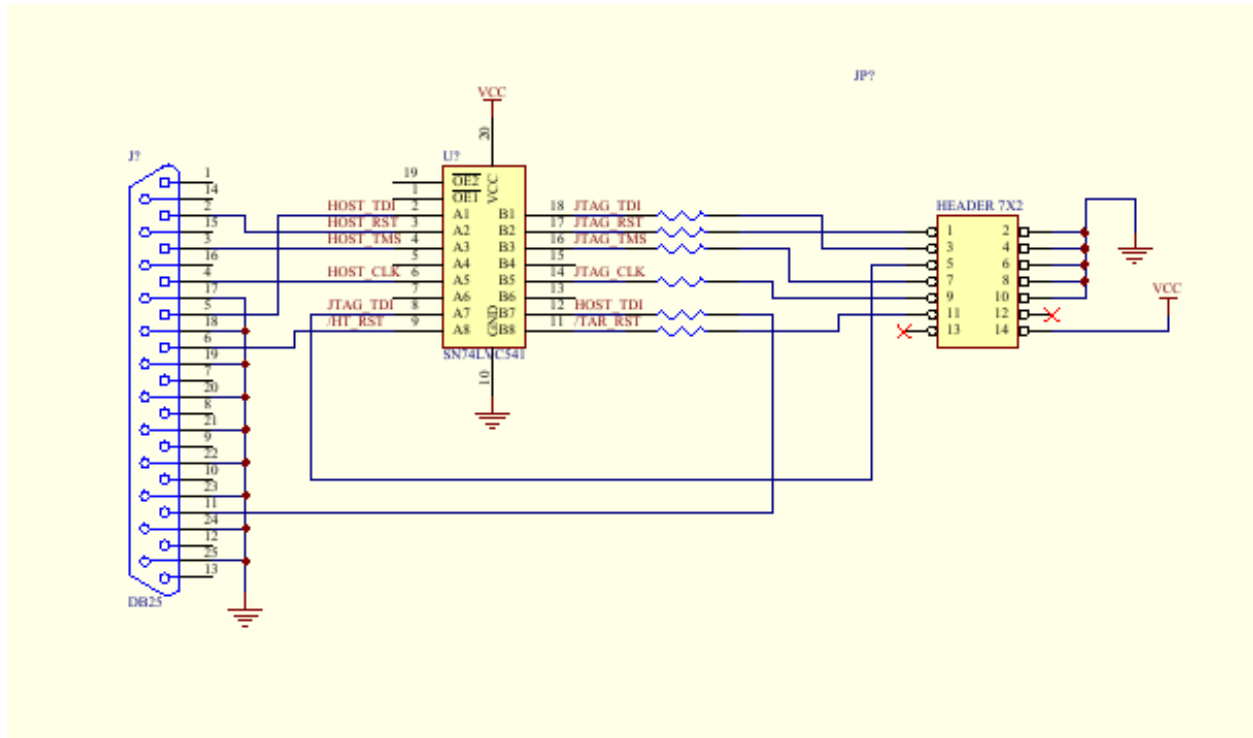 JP?
VCC
20
J?
U?
1
14
2
15
3
16
4
17
5
18
6
19
7
20
8
21
9
22
10
23
11
24
12
25
13
DB25
HOST_TDI
HOST_RST
HOST_TMS
HOST_CLK
JTAG_TDI
/HT_RST
19
1
2
3
4
5
6
7
8
9
OE2
OE1
A1
A2
A3
A4
A5
A6
A7
A8
VCC
GND
B1
B2
B3
B4
B5
B6
B7
B8
SN74LVC541
10
18 JTAG_TDI
17 JTAG_RST
16 JTAG_TMS
15
14 JTAG_CLK
13
12 HOST_TDI
11 /TAR_RST
HEADER 7X2
1 2
3 4
5 6
7 8
9 10
11 12
13 14
VCC